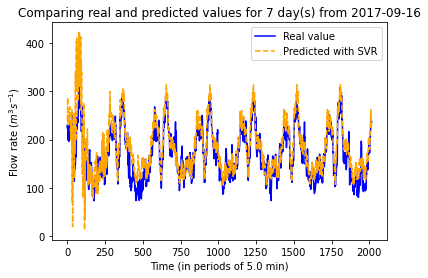 Comparing real and predicted values for 7 day(s) from 2017-09-16
Real value
Predicted with SVR
Flow rate (m³s⁻¹)
400
300
200
100
0
0 250 500 750 1000 1250 1500 1750 2000
Time (in periods of 5.0 min)